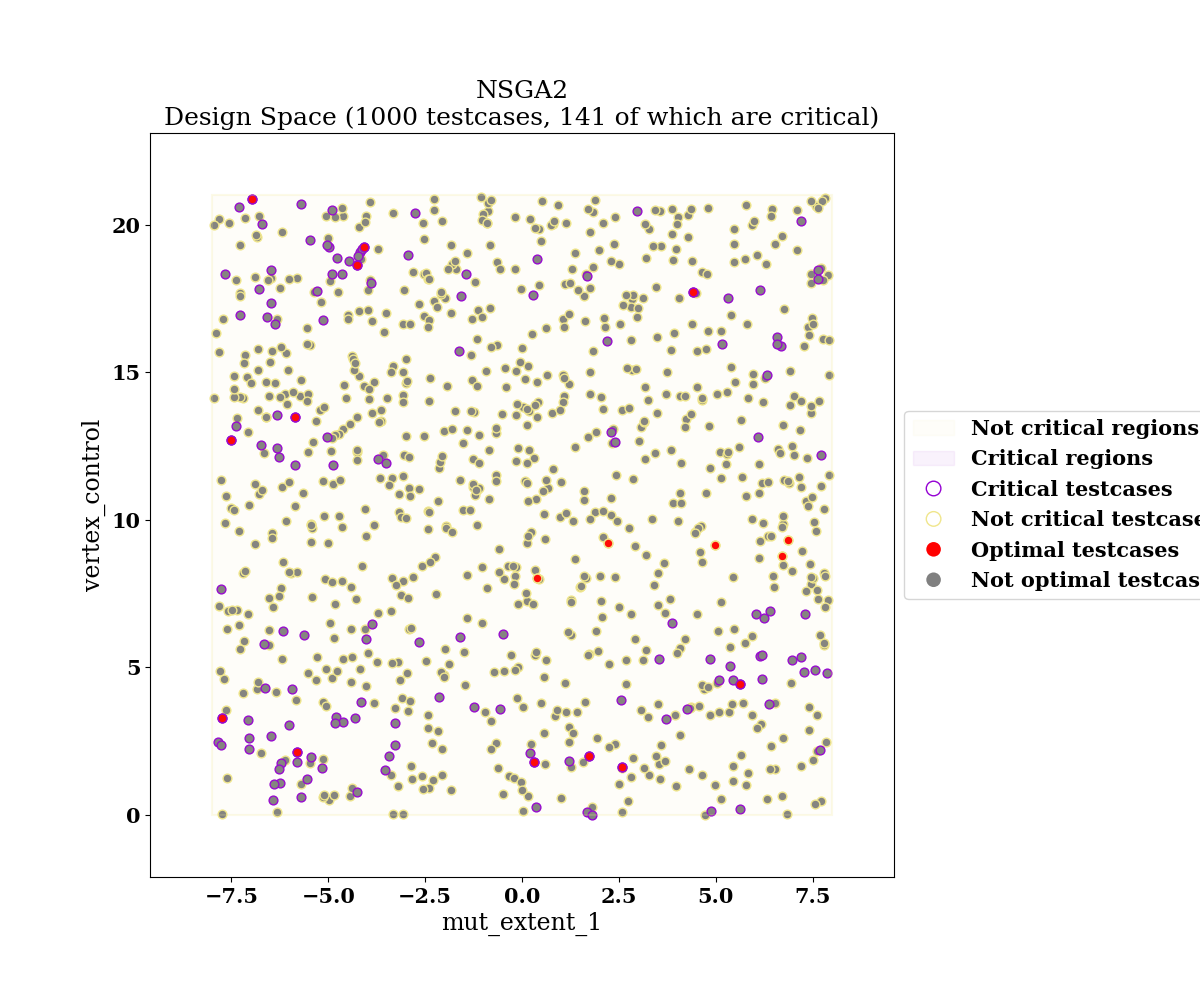 NSGA2
Design Space (1000 testcases, 141 of which are critical)
20
15
10
5
0
vertex_control
−7.5 −5.0 −2.5 0.0 2.5 5.0 7.5
mut_extent_1
Not critical regions
Critical regions
Critical testcases
Not critical testcase
Optimal testcases
Not optimal testcas